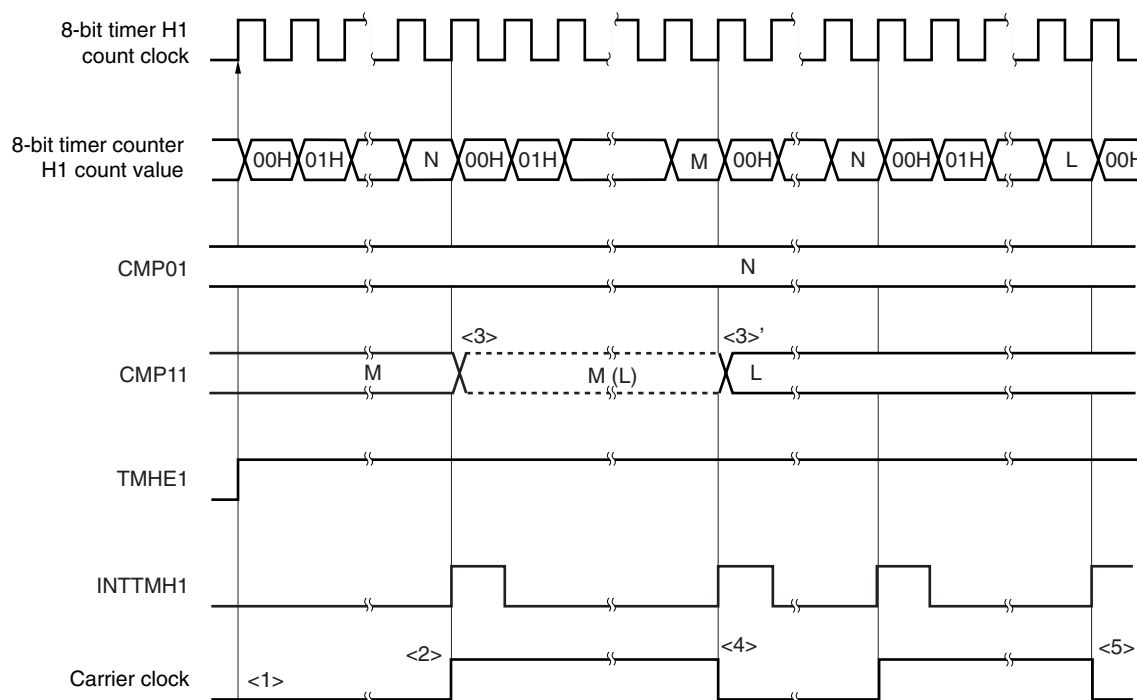 8-bit timer H1
count clock
8-bit timer counter
H1 count value
00H 01H N 00H 01H M 00H N 00H 01H L 00H
CMP01
N
<3> <3>’
CMP11
M M (L) L
TMHE1
INTTMH1
<2> <4> <5>
Carrier clock <1>